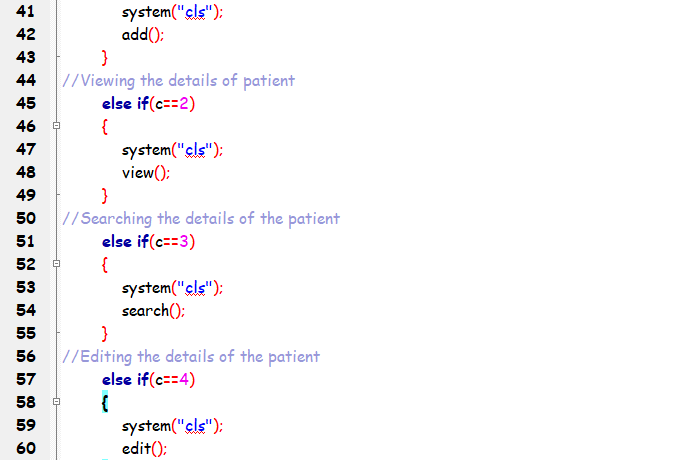 41 system("cls");
42 add();
43 }
44 //Viewing the details of patient
45 else if(c==2)
46 {
47 system("cls");
48 view();
49 }
50 //Searching the details of the patient
51 else if(c==3)
52 {
53 system("cls");
54 search();
55 }
56 //Editing the details of the patient
57 else if(c==4)
58 {
59 system("cls");
60 edit();